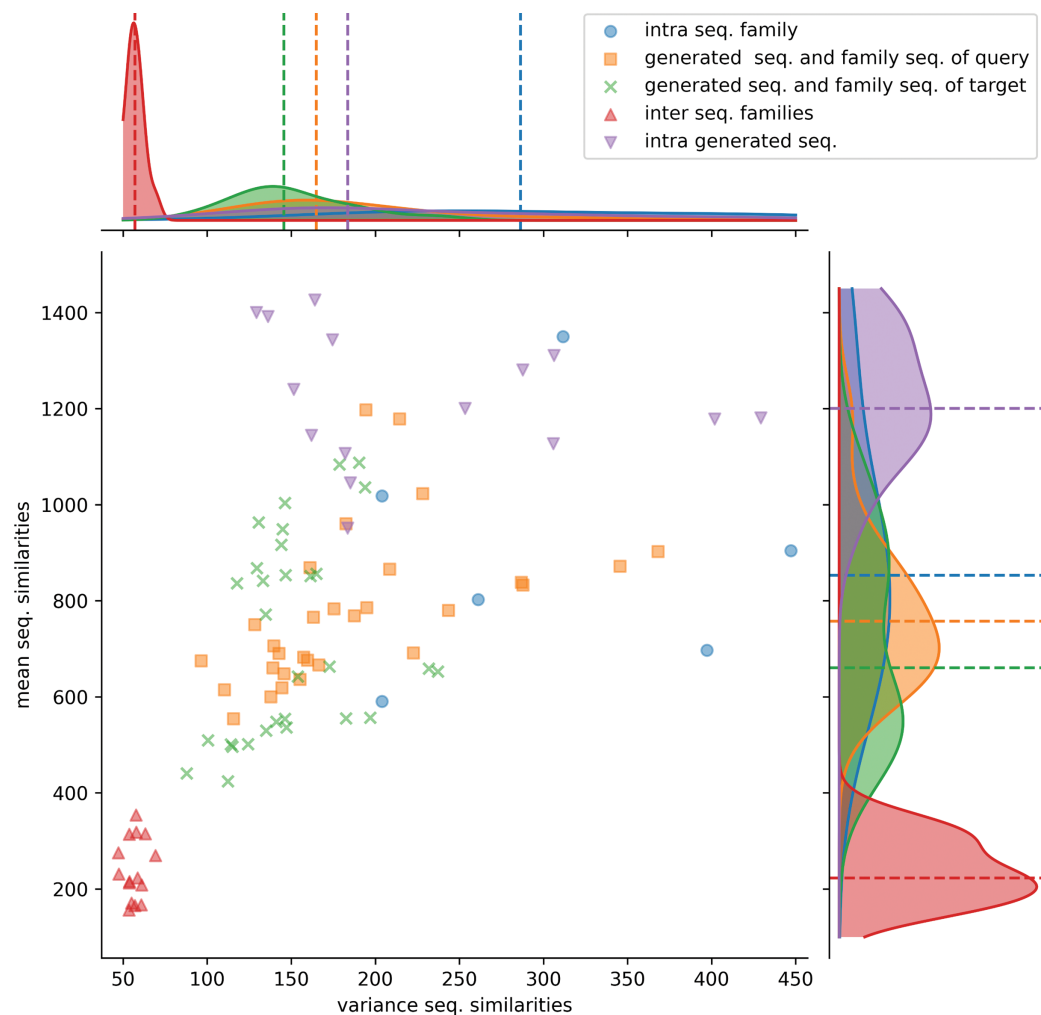 intra seq. family
generated  seq. and family seq. of query
generated seq. and family seq. of target
inter seq. families
intra generated seq.
1400
1200
1000
800
600
400
200
mean seq. similarities
50 100 150 200 250 300 350 400 450
variance seq. similarities